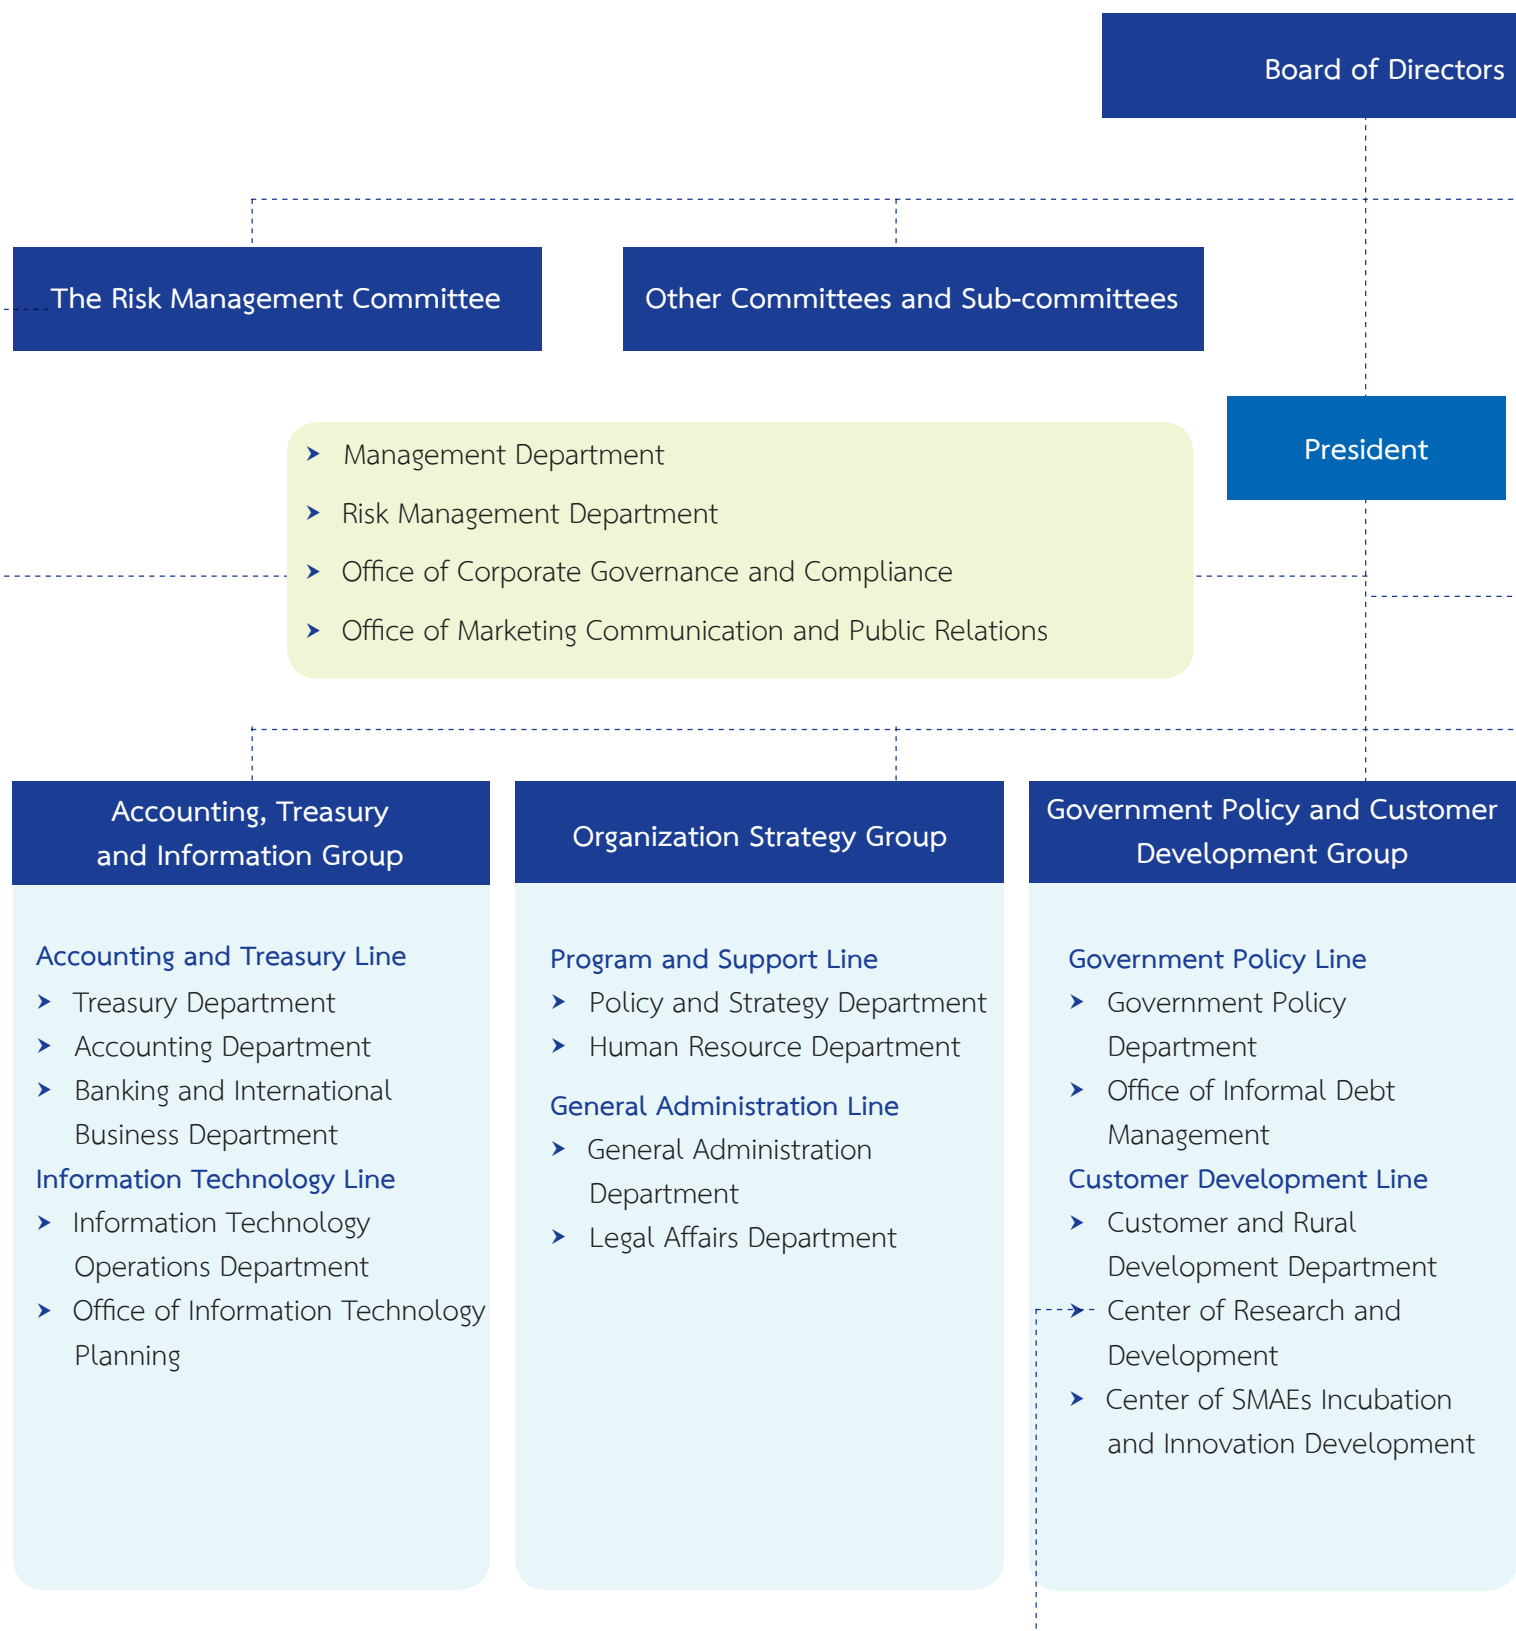 Board of Directors
The Risk Management Committee
Other Committees and Sub-committees
President
Management Department
Risk Management Department
Office of Corporate Governance and Compliance
Office of Marketing Communication and Public Relations
Accounting, Treasury
and Information Group
Accounting and Treasury Line
Treasury Department
Accounting Department
Banking and International
Business Department
Information Technology Line
Information Technology
Operations Department
Office of Information Technology
Planning
Organization Strategy Group
Program and Support Line
Policy and Strategy Department
Human Resource Department
General Administration Line
General Administration
Department
Legal Affairs Department
Government Policy and Customer
Development Group
Government Policy Line
Government Policy
Department
Office of Informal Debt
Management
Customer Development Line
Customer and Rural
Development Department
Center of Research and
Development
Center of SMAEs Incubation
and Innovation Development